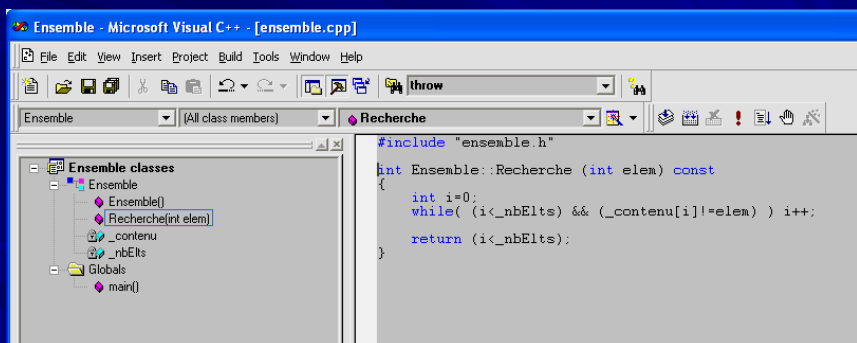 Ensemble - Microsoft Visual C++ - [ensemble.cpp]
File Edit View Insert Project Build Tools Window Help
throw
Ensemble (All class members) Recherche
Ensemble classes
Ensemble
Ensemble()
Recherche(int elem)
_contenu
_nbElts
Globals
main()
#include "ensemble.h"
int Ensemble::Recherche (int elem) const
{
int i=0;
while( (i<_nbElts) && (_contenu[i]!=elem) ) i++;
return (i<_nbElts);
}